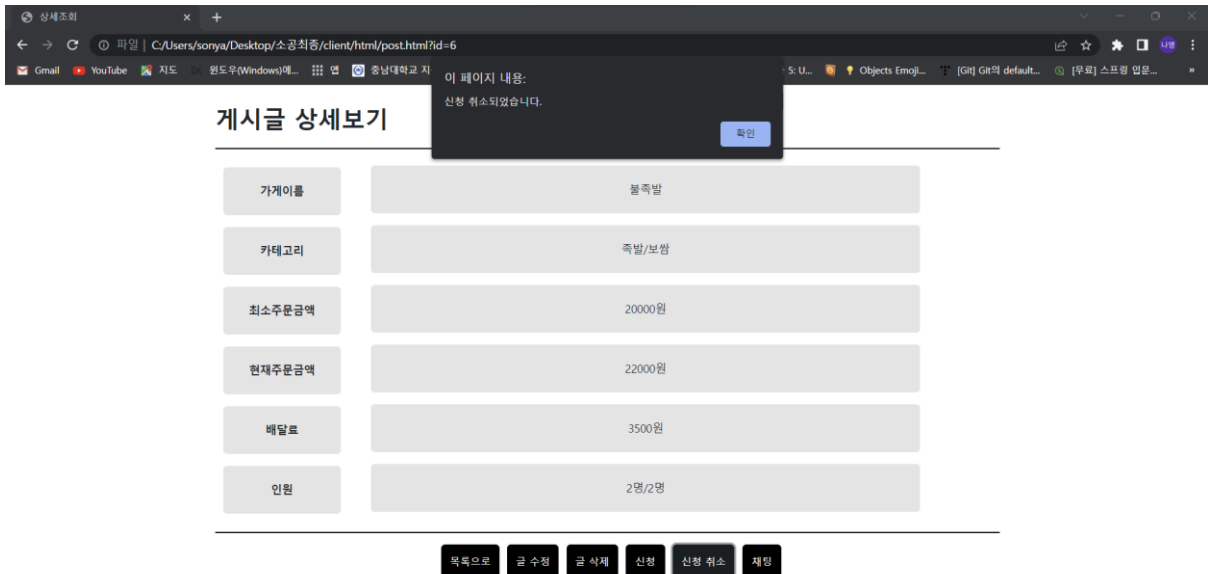 상세조회
파일 | C:/Users/sonya/Desktop/소공최종/client/html/post.html?id=6
나영
Gmail YouTube 지도 윈도우(Windows)에... 앱 충남대학교 5: U... Objects Emoji... [Git] Git의 default... [무료] 스프링 입문... »
이 페이지 내용:
신청 취소되었습니다.
확인
게시글 상세보기
가게이름 불족발
카테고리 족발/보쌈
최소주문금액 20000원
현재주문금액 22000원
배달료 3500원
인원 2명/2명
목록으로 글 수정 글 삭제 신청 신청 취소 채팅